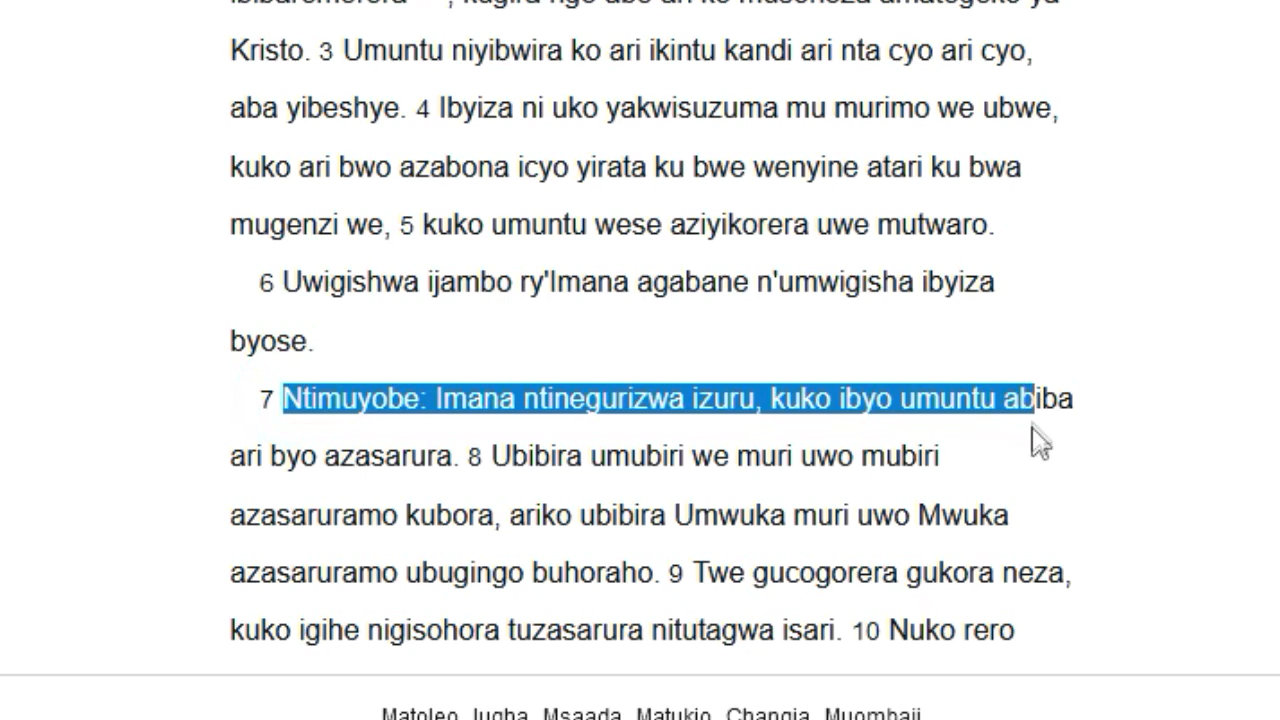 Kristo. 3 Umuntu niyibwira ko ari ikintu kandi ari nta cyo ari cyo,
aba yibeshye. 4 Ibyiza ni uko yakwisuzuma mu murimo we ubwe,
kuko ari bwo azabona icyo yirata ku bwe wenyine atari ku bwa
mugenzi we, 5 kuko umuntu wese aziyikorera uwe mutwaro.
6 Uwigishwa ijambo ry'Imana agabane n'umwigisha ibyiza
byose.
7 Ntimuyobe: Imana ntinegurizwa izuru, kuko ibyo umuntu abiba
ari byo azasarura. 8 Ubibira umubiri we muri uwo mubiri
azasaruramo kubora, ariko ubibira Umwuka muri uwo Mwuka
azasaruramo ubugingo buhoraho. 9 Twe gucogorera gukora neza,
kuko igihe nigisohora tuzasarura nitutagwa isari. 10 Nuko rero
Matoleo Lugha Msaada Matukio Changia Muombaji